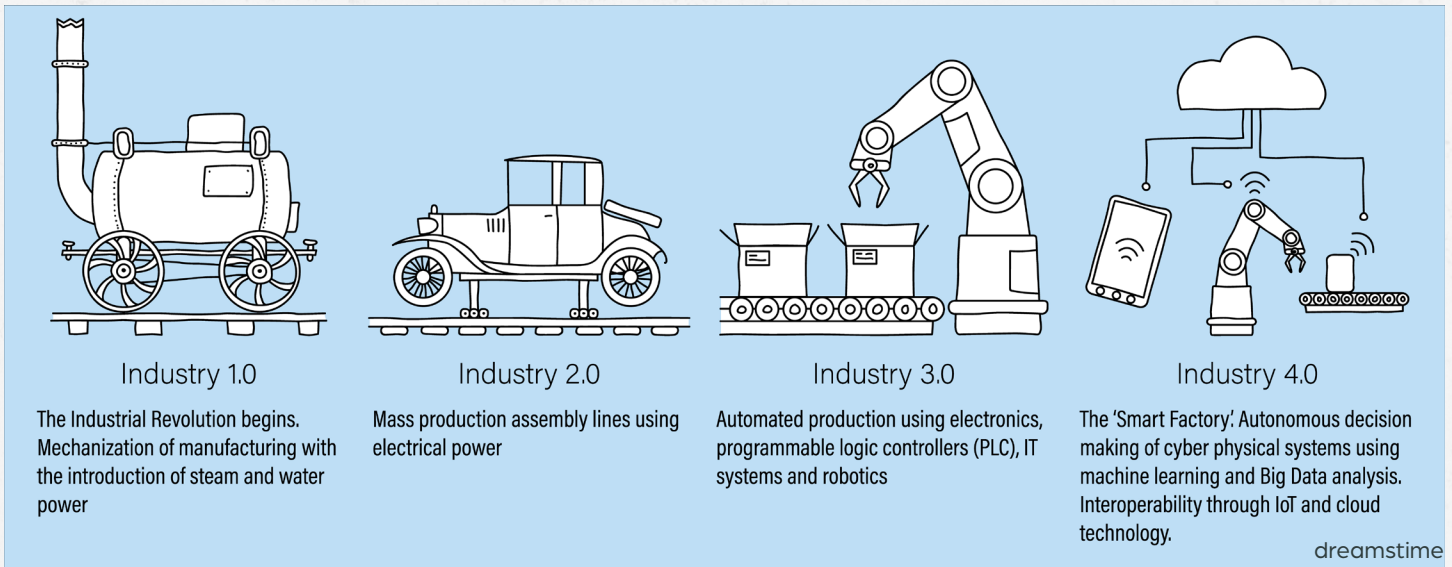 Industry 1.0
The Industrial Revolution begins.
Mechanization of manufacturing with
the introduction of steam and water
power
Industry 2.0
Mass production assembly lines using
electrical power
Industry 3.0
Automated production using electronics,
programmable logic controllers (PLC), IT
systems and robotics
Industry 4.0
The ‘Smart Factory’. Autonomous decision
making of cyber physical systems using
machine learning and Big Data analysis.
Interoperability through IoT and cloud
technology.
dreamstime